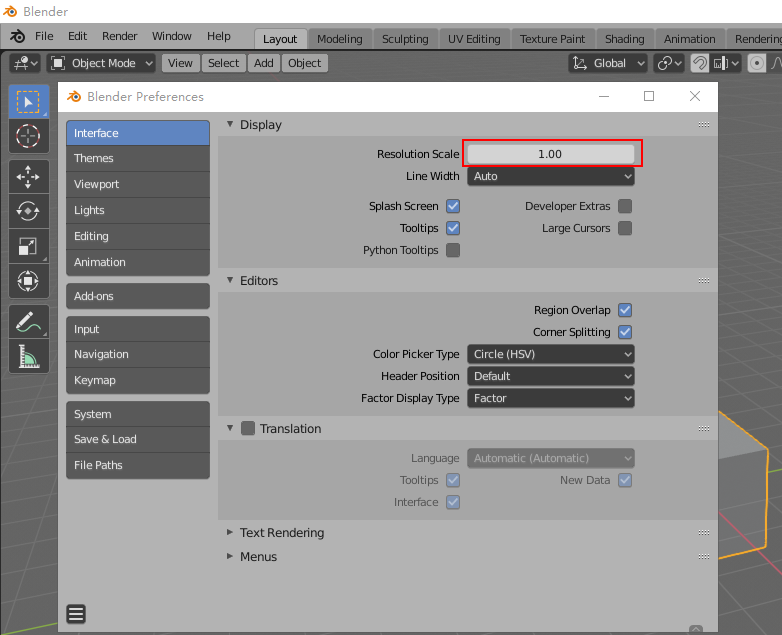 Blender
File Edit Render Window Help Layout Modeling Sculpting UV Editing Texture Paint Shading Animation Renderin
Object Mode View Select Add Object Global
Blender Preferences
Interface
Themes
Viewport
Lights
Editing
Animation
Add-ons
Input
Navigation
Keymap
System
Save & Load
File Paths
Display
Resolution Scale 1.00
Line Width Auto
Splash Screen Developer Extras
Tooltips Large Cursors
Python Tooltips
Editors
Region Overlap
Corner Splitting
Color Picker Type Circle (HSV)
Header Position Default
Factor Display Type Factor
Translation
Language Automatic (Automatic)
Tooltips New Data
Interface
Text Rendering
Menus